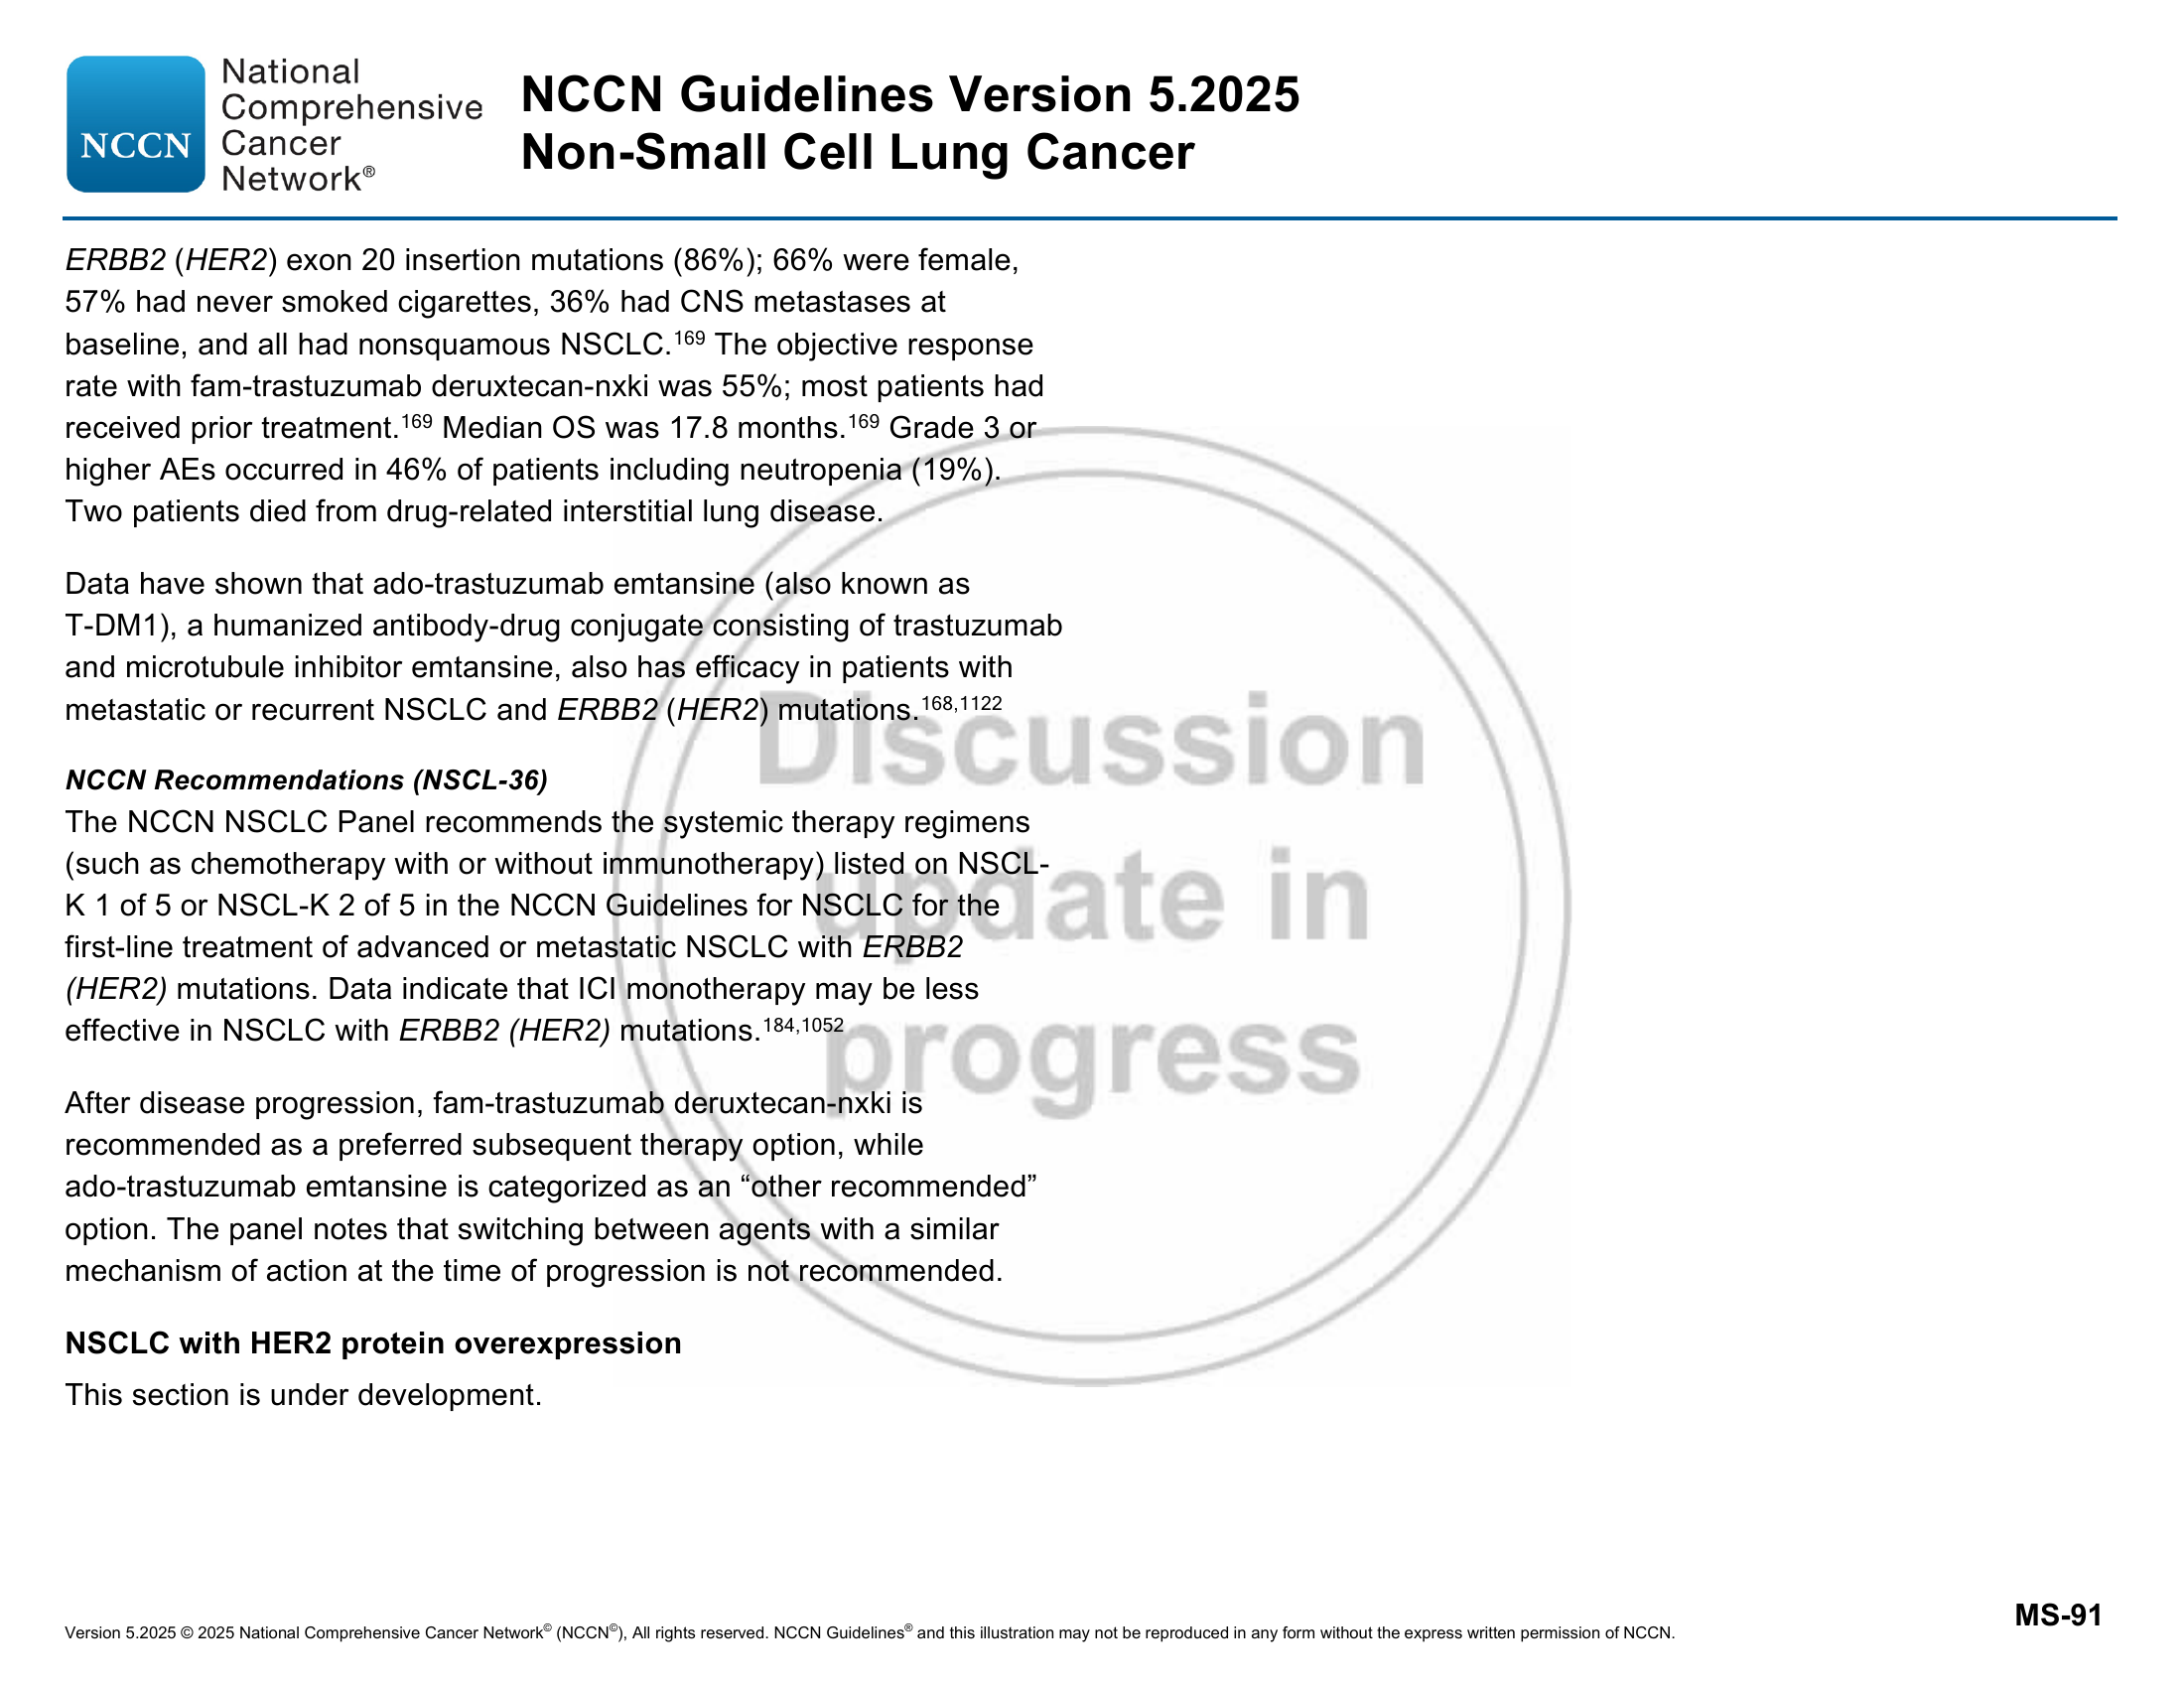 National
Comprehensive
NCCN Cancer
Network®
NCCN Guidelines Version 5.2025
Non-Small Cell Lung Cancer
ERBB2 (HER2) exon 20 insertion mutations (86%); 66% were female,
57% had never smoked cigarettes, 36% had CNS metastases at
baseline, and all had nonsquamous NSCLC.169 The objective response
rate with fam-trastuzumab deruxtecan-nxki was 55%; most patients had
received prior treatment.169 Median OS was 17.8 months.169 Grade 3 or
higher AEs occurred in 46% of patients including neutropenia (19%).
Two patients died from drug-related interstitial lung disease.
Data have shown that ado-trastuzumab emtansine (also known as
T-DM1), a humanized antibody-drug conjugate consisting of trastuzumab
and microtubule inhibitor emtansine, also has efficacy in patients with
metastatic or recurrent NSCLC and ERBB2 (HER2) mutations.168,1122
NCCN Recommendations (NSCL-36)
The NCCN NSCLC Panel recommends the systemic therapy regimens
(such as chemotherapy with or without immunotherapy) listed on NSCL-
K 1 of 5 or NSCL-K 2 of 5 in the NCCN Guidelines for NSCLC for the
first-line treatment of advanced or metastatic NSCLC with ERBB2
(HER2) mutations. Data indicate that ICI monotherapy may be less
effective in NSCLC with ERBB2 (HER2) mutations.184,1052
After disease progression, fam-trastuzumab deruxtecan-nxki is
recommended as a preferred subsequent therapy option, while
ado-trastuzumab emtansine is categorized as an “other recommended”
option. The panel notes that switching between agents with a similar
mechanism of action at the time of progression is not recommended.
NSCLC with HER2 protein overexpression
This section is under development.
Discussion
update in
progress
MS-91
Version 5.2025 © 2025 National Comprehensive Cancer Network© (NCCN©), All rights reserved. NCCN Guidelines® and this illustration may not be reproduced in any form without the express written permission of NCCN.